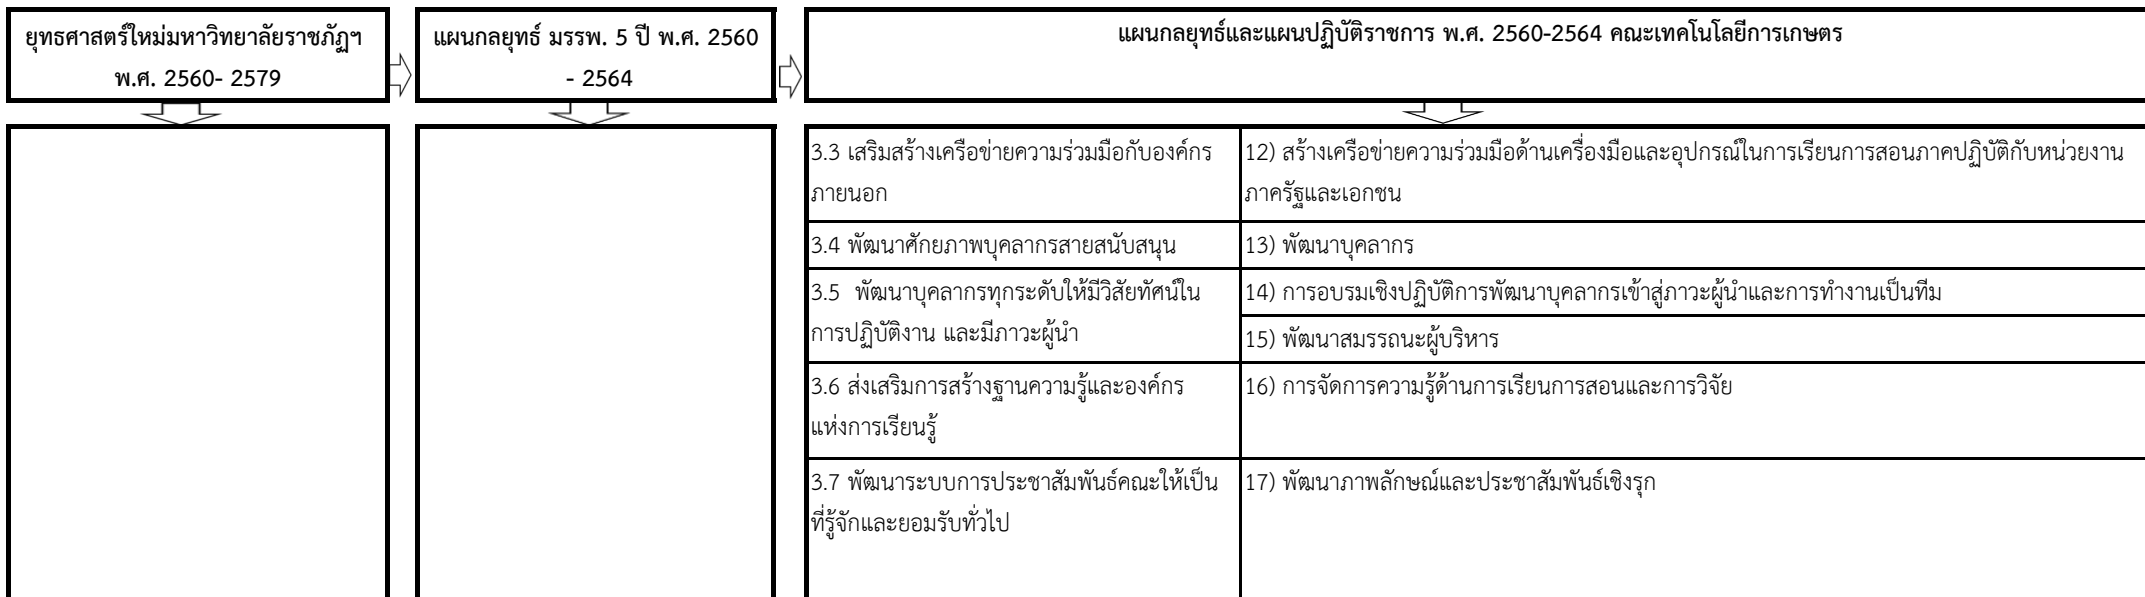 ยุทธศาสตร์ใหม่มหาวิทยาลัยราชภัฏฯ
พ.ศ. 2560- 2579
แผนกลยุทธ์ มรรพ. 5 ปี พ.ศ. 2560
- 2564
แผนกลยุทธ์และแผนปฏิบัติราชการ พ.ศ. 2560-2564 คณะเทคโนโลยีการเกษตร
3.3 เสริมสร้างเครือข่ายความร่วมมือกับองค์กร
ภายนอก
12) สร้างเครือข่ายความร่วมมือด้านเครื่องมือและอุปกรณ์ในการเรียนการสอนภาคปฏิบัติกับหน่วยงาน
ภาครัฐและเอกชน
3.4 พัฒนาศักยภาพบุคลากรสายสนับสนุน
13) พัฒนาบุคลากร
3.5  พัฒนาบุคลากรทุกระดับให้มีวิสัยทัศน์ใน
การปฏิบัติงาน และมีภาวะผู้นำ
14) การอบรมเชิงปฏิบัติการพัฒนาบุคลากรเข้าสู่ภาวะผู้นำและการทำงานเป็นทีม
15) พัฒนาสมรรถนะผู้บริหาร
3.6 ส่งเสริมการสร้างฐานความรู้และองค์กร
แห่งการเรียนรู้
16) การจัดการความรู้ด้านการเรียนการสอนและการวิจัย
3.7 พัฒนาระบบการประชาสัมพันธ์คณะให้เป็น
ที่รู้จักและยอมรับทั่วไป
17) พัฒนาภาพลักษณ์และประชาสัมพันธ์เชิงรุก